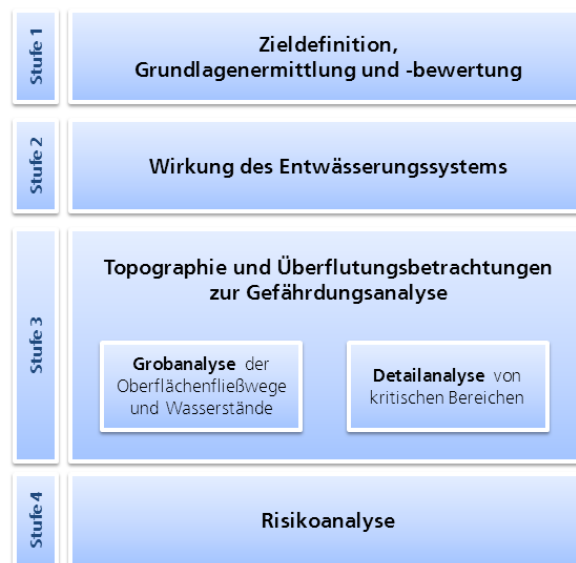 Stufe 1
Zieldefinition,
Grundlagenermittlung und -bewertung
Stufe 2
Wirkung des Entwässerungssystems
Stufe 3
Topographie und Überflutungsbetrachtungen
zur Gefährdungsanalyse
Grobanalyse der
Oberflächenfließwege
und Wasserstände
Detailanalyse von
kritischen Bereichen
Stufe 4
Risikoanalyse